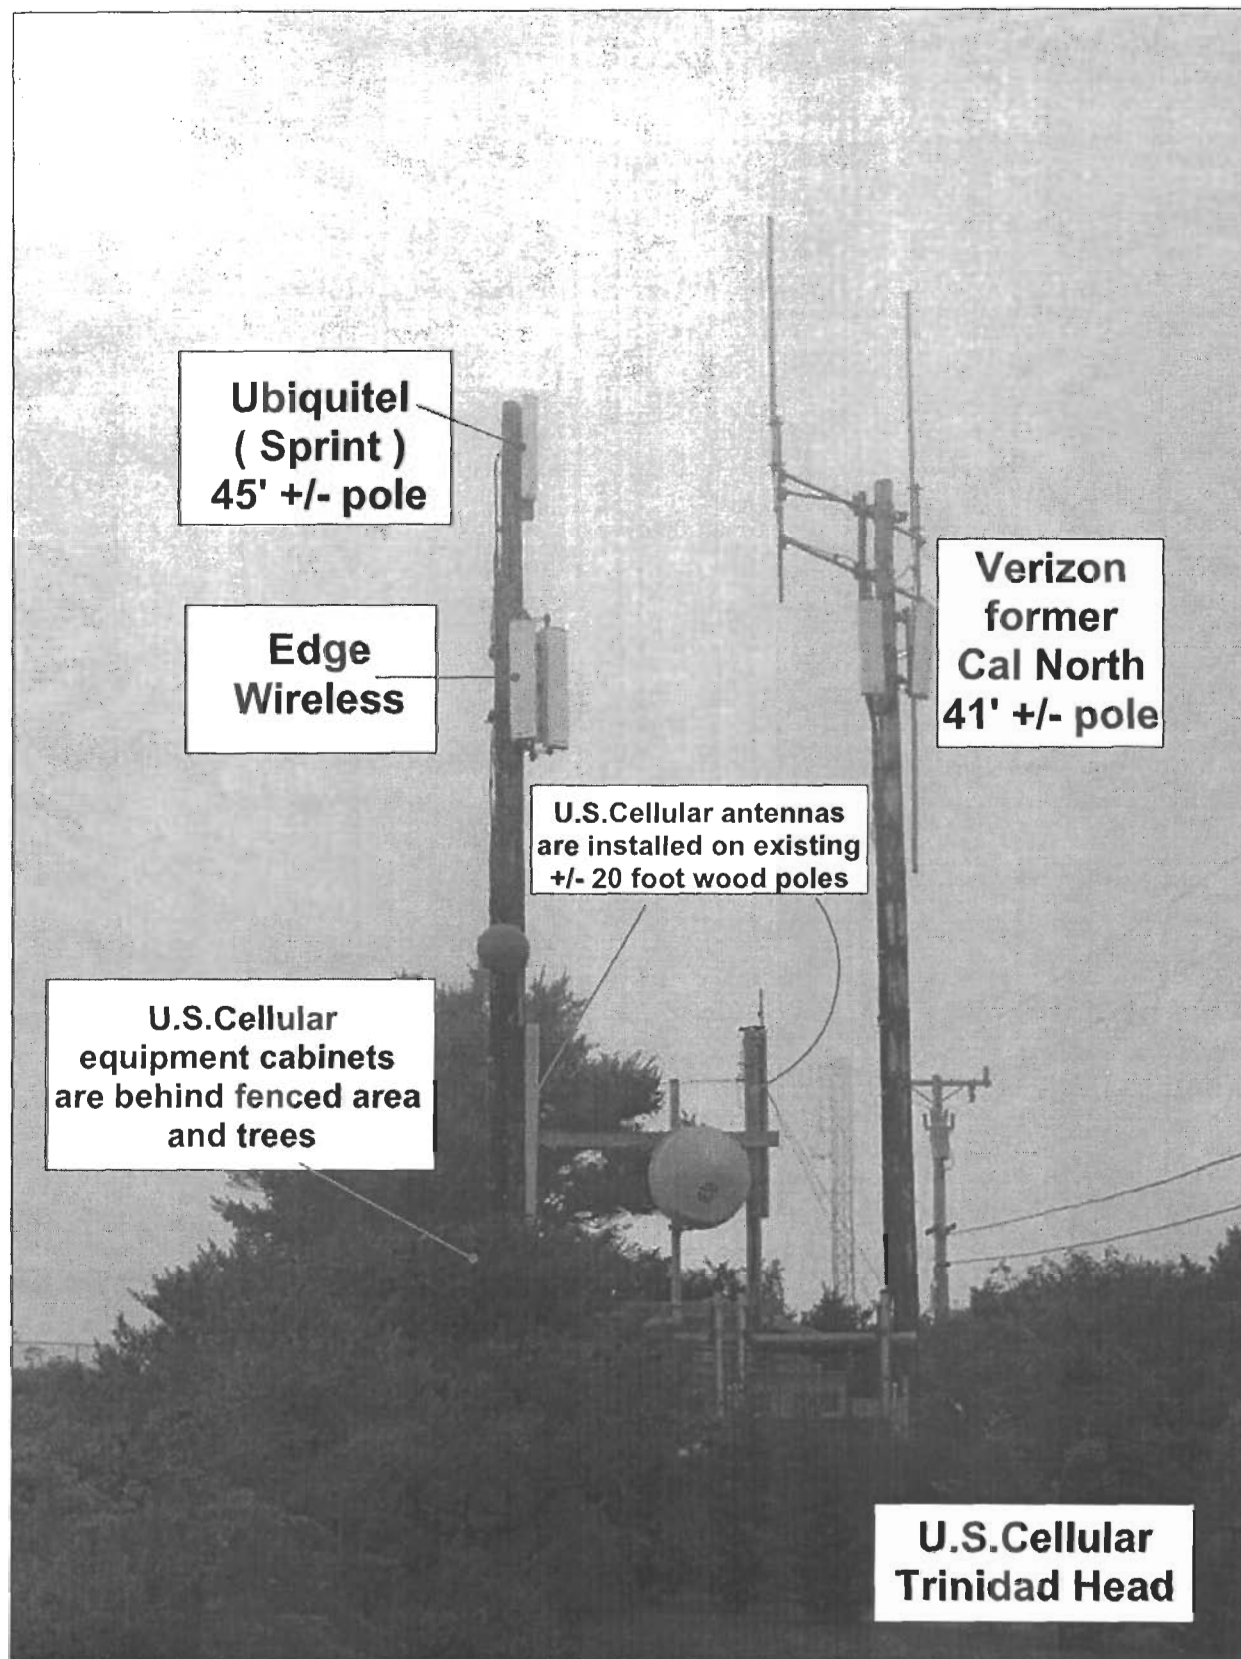 Ubiquitel
( Sprint )
45' +/- pole
Edge
Wireless
Verizon
former
Cal North
41' +/- pole
U.S.Cellular antennas
are installed on existing
+/- 20 foot wood poles
U.S.Cellular
equipment cabinets
are behind fenced area
and trees
U.S.Cellular
Trinidad Head